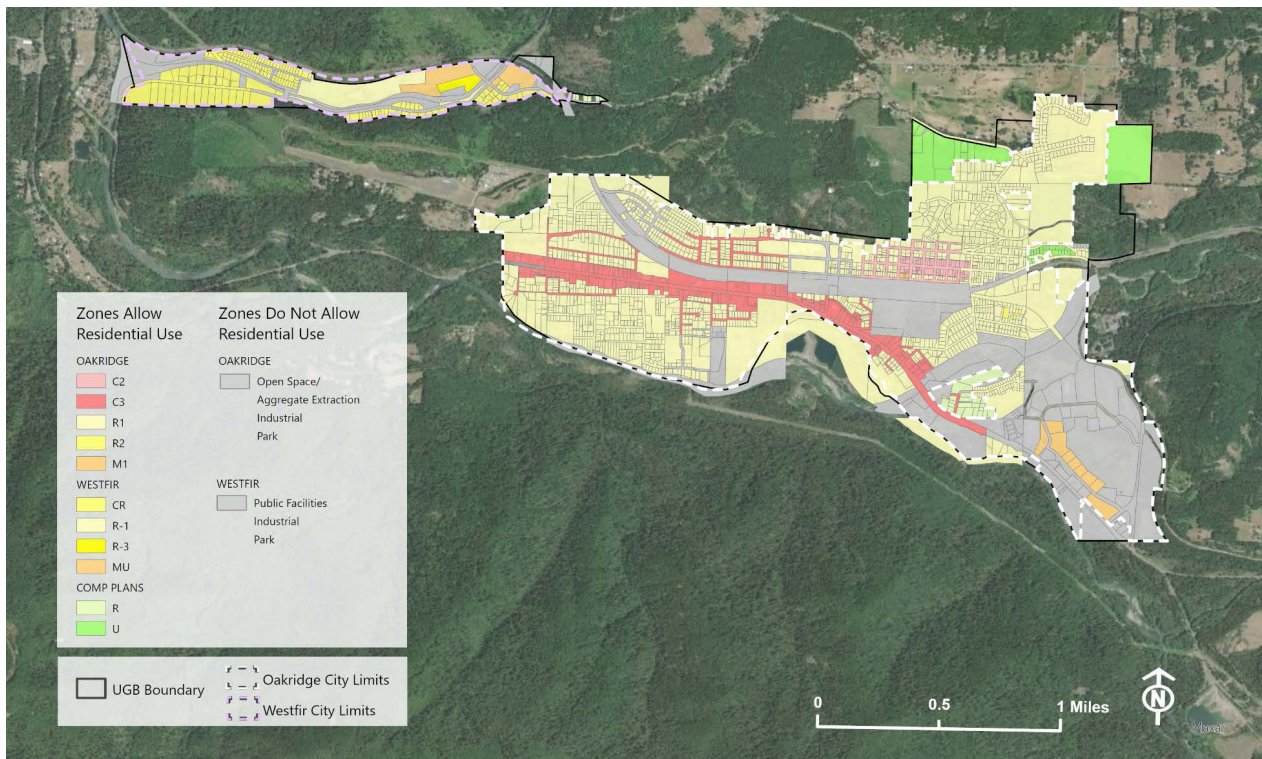 Zones Allow
Residential Use
OAKRIDGE
C2
C3
R1
R2
M1
WESTFIR
CR
R-1
R-3
MU
COMP PLANS
R
U
Zones Do Not Allow
Residential Use
OAKRIDGE
Open Space/
Aggregate Extraction
Industrial
Park
WESTFIR
Public Facilities
Industrial
Park
UGB Boundary
Oakridge City Limits
Westfir City Limits
0 0.5 1 Miles
N
Maxar